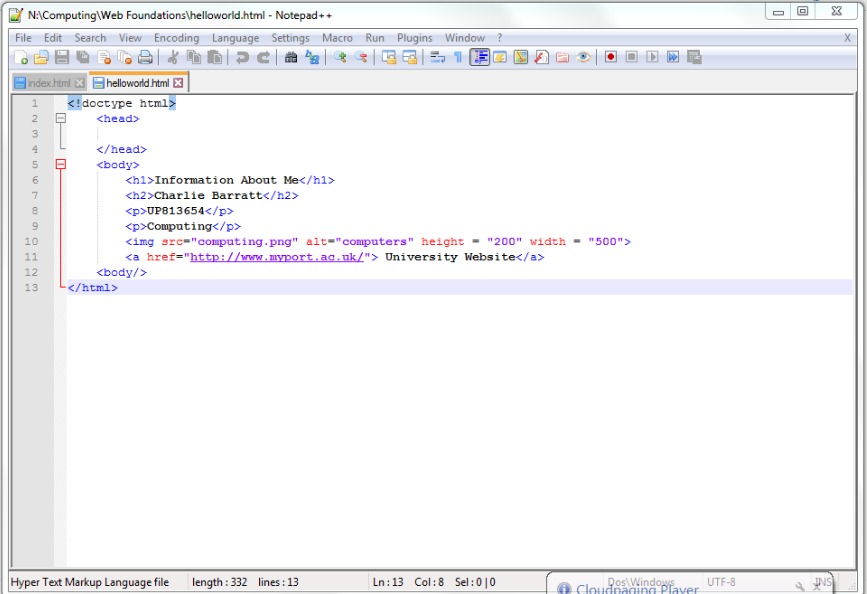 N:\Computing\Web Foundations\helloworld.html - Notepad++
File Edit Search View Encoding Language Settings Macro Run Plugins Window ? X
index.html helloworld.html
1 <!doctype html>
2 <head>
3
4 </head>
5 <body>
6 <h1>Information About Me</h1>
7 <h2>Charlie Barratt</h2>
8 <p>UP813654</p>
9 <p>Computing</p>
10 <img src="computing.png" alt="computers" height = "200" width = "500">
11 <a href="http://www.myport.ac.uk/"> University Website</a>
12 <body/>
13 </html>
Hyper Text Markup Language file length : 332 lines : 13 Ln : 13 Col : 8 Sel : 0 | 0 Dos\Windows UTF-8 INS
Cloudpaging Player